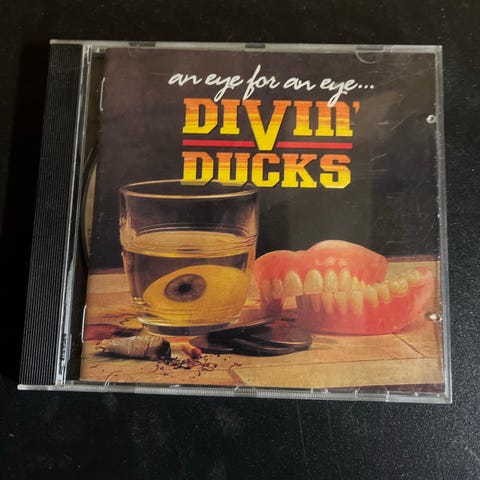 an eye for an eye...
DIVIN'
DUCKS